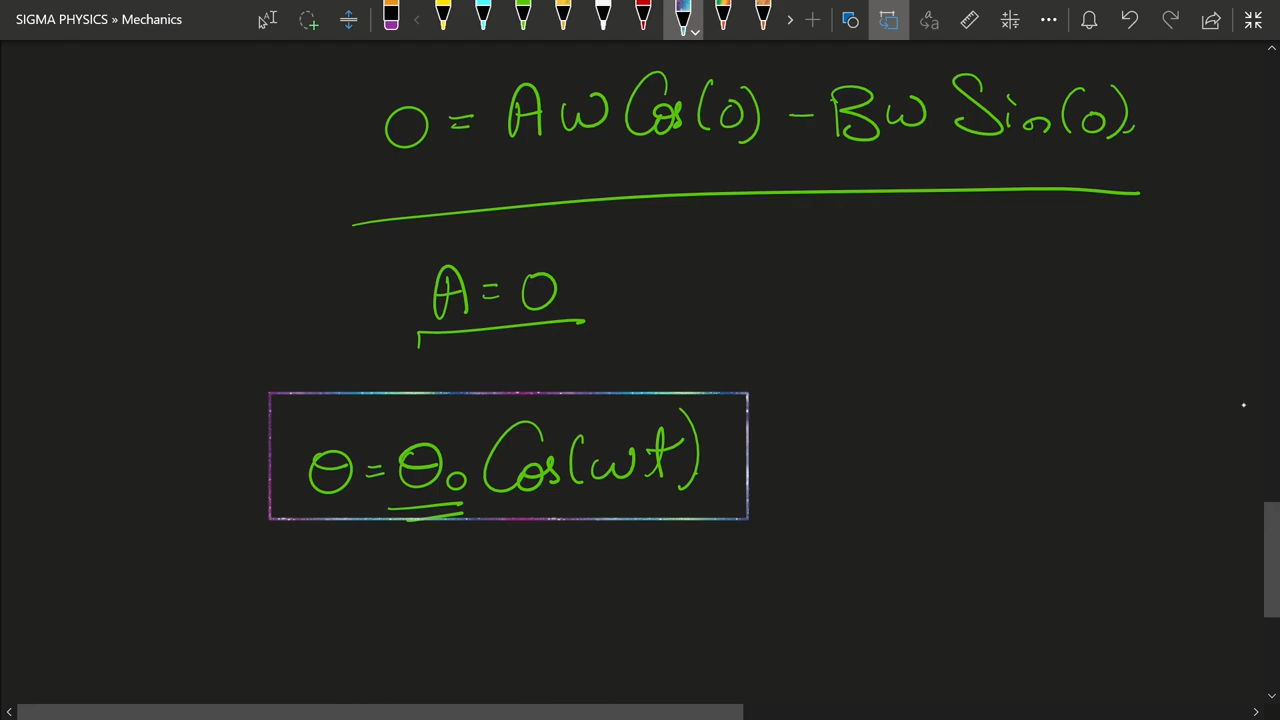 SIGMA PHYSICS » Mechanics
0 = Aω Cos(0) – Bω Sin(0),
A = 0
θ = θ₀ Cos(ωt)